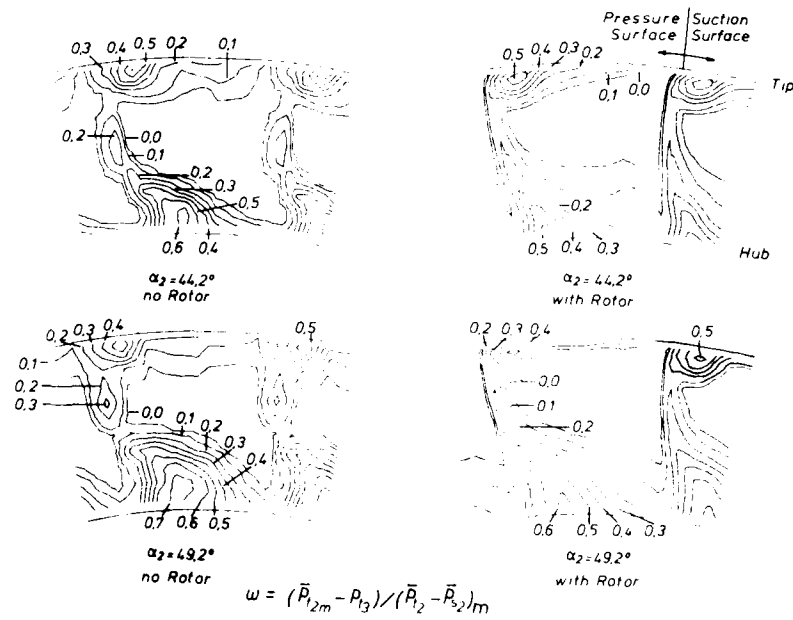 0,3 0,4 0,5 0,2 0,1
0,2 0,0
0,1
0,2
0,3
0,5
0,6 0,4
α₂=44,2°
no Rotor
Pressure Suction
Surface Surface
0,5 0,4 0,3 0,2
0,1 0,0
Tip
0,2
0,5 0,4 0,3
Hub
α₂=44,2°
with Rotor
0,2 0,3 0,4 0,5
0,1
0,2
0,3
0,0 0,1 0,2
0,3
0,4
0,7 0,6 0,5
α₂=49,2°
no Rotor
0,2 0,3 0,4 0,5
0,0
0,1
0,2
0,6 0,5 0,4 0,3
α₂=49,2°
with Rotor
ω = (P̄t2m − Pt3)/(P̄t2 − P̄s2)m